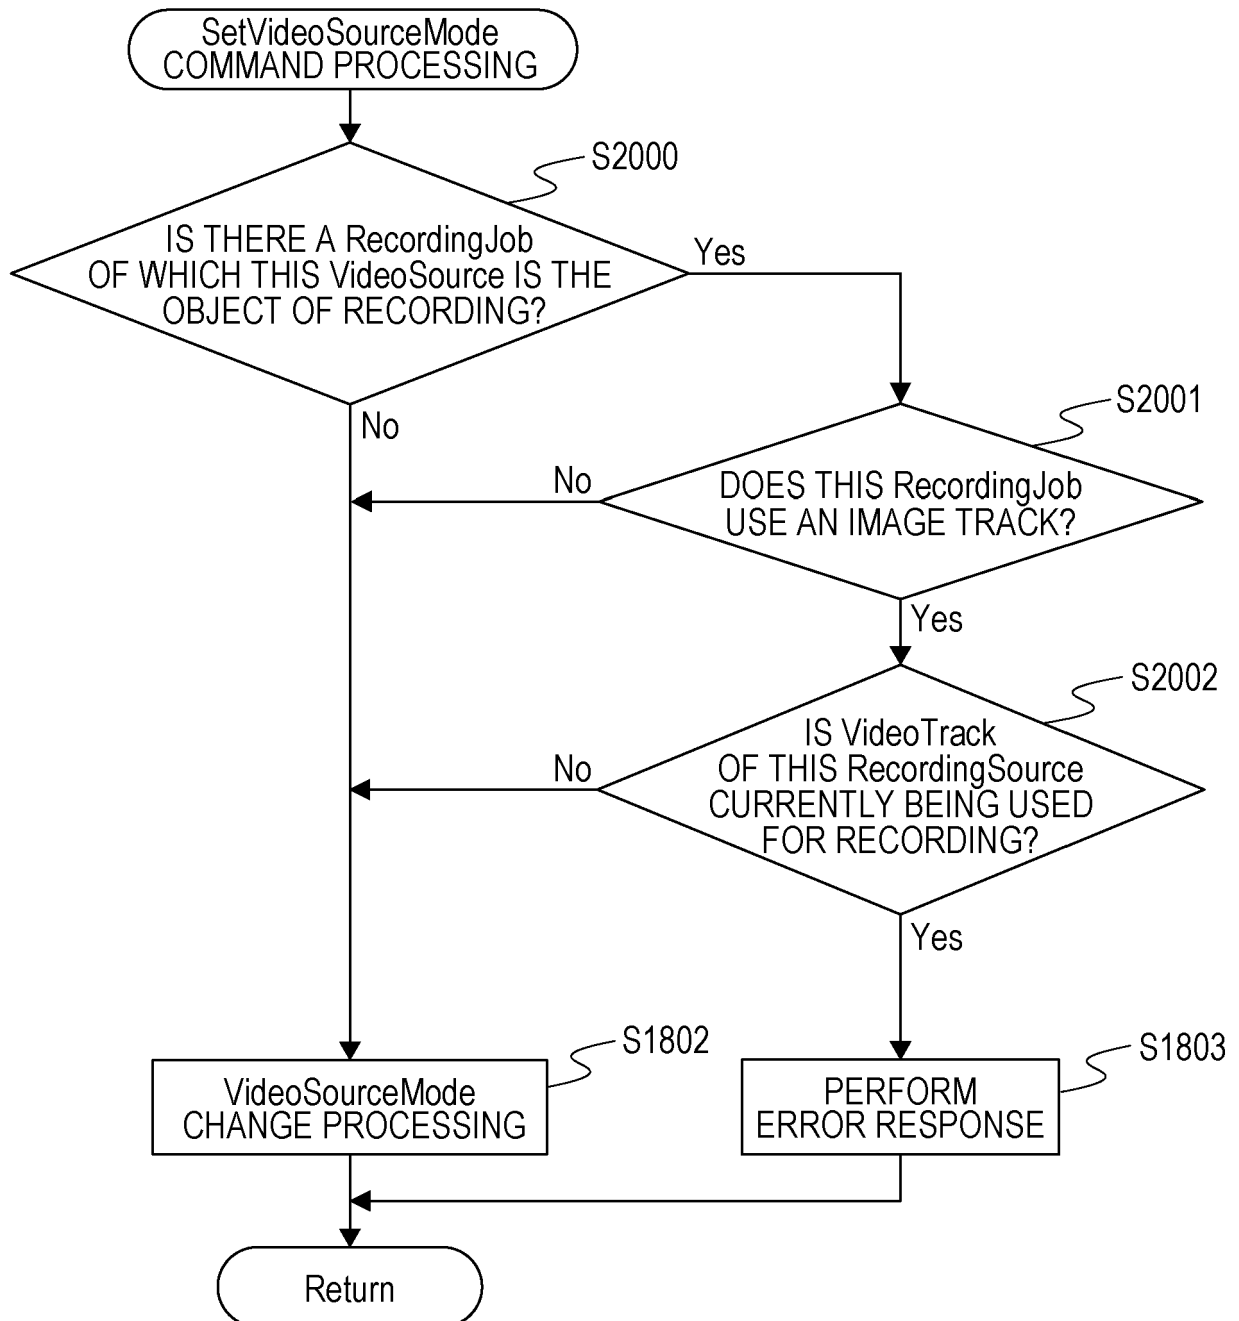 SetVideoSourceMode
COMMAND PROCESSING
S2000
IS THERE A RecordingJob
OF WHICH THIS VideoSource IS THE
OBJECT OF RECORDING?
Yes
No
S2001
DOES THIS RecordingJob
USE AN IMAGE TRACK?
No
Yes
S2002
IS VideoTrack
OF THIS RecordingSource
CURRENTLY BEING USED
FOR RECORDING?
No
Yes
S1802
VideoSourceMode
CHANGE PROCESSING
S1803
PERFORM
ERROR RESPONSE
Return